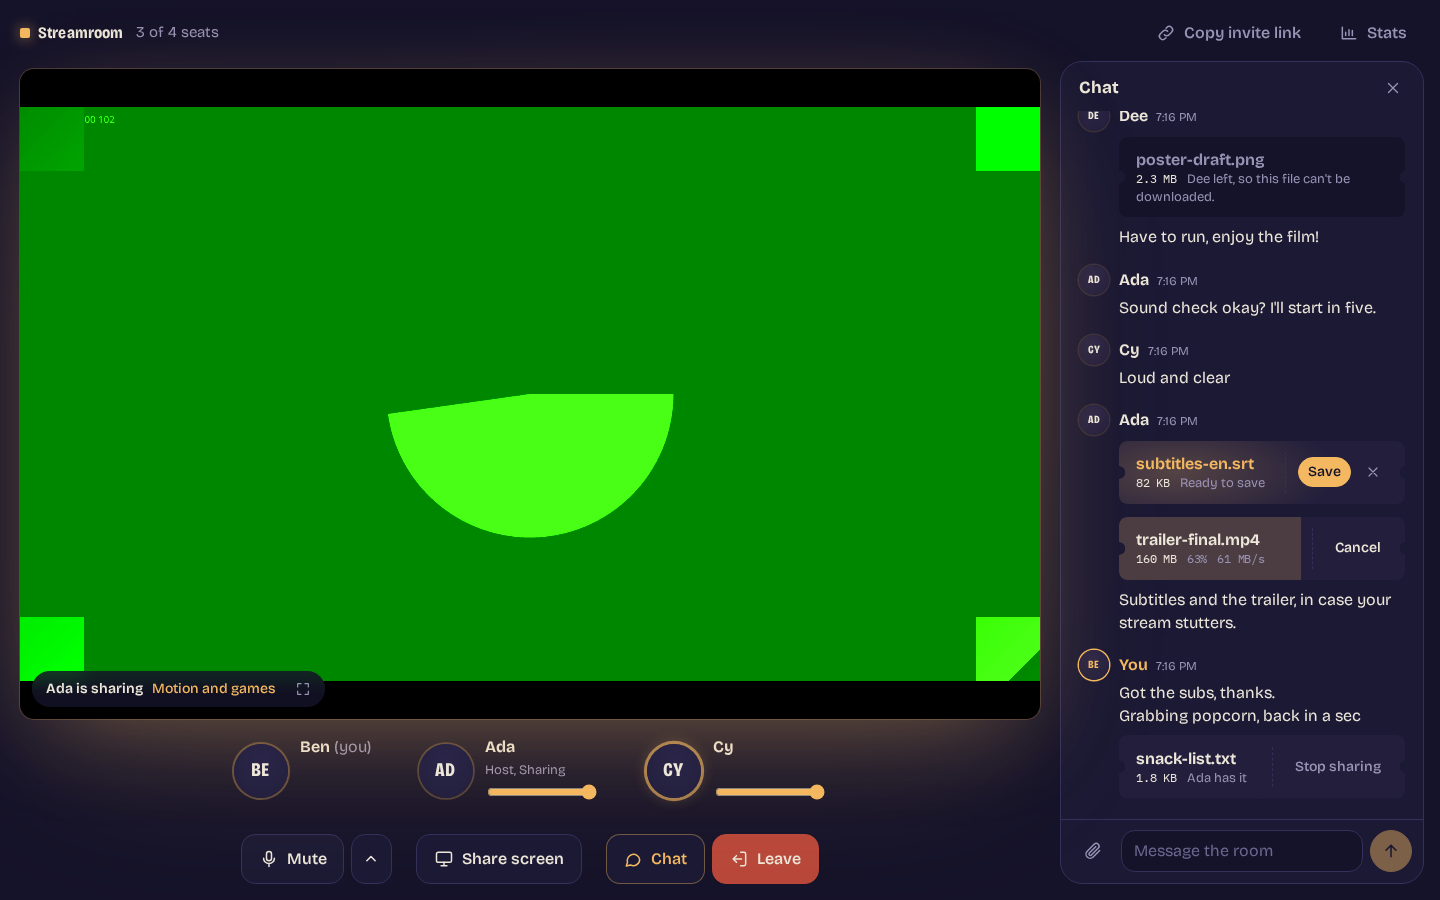 Streamroom 3 of 4 seats
Copy invite link
Stats
00 102
Ada is sharing Motion and games
BE
Ben (you)
AD
Ada
Host, Sharing
CY
Cy
Mute
Share screen
Chat
Leave
Chat
DE
Dee 7:16 PM
poster-draft.png
2.3 MB Dee left, so this file can't be
downloaded.
Have to run, enjoy the film!
AD
Ada 7:16 PM
Sound check okay? I'll start in five.
CY
Cy 7:16 PM
Loud and clear
AD
Ada 7:16 PM
subtitles-en.srt
82 KB Ready to save
Save
trailer-final.mp4
160 MB 63% 61 MB/s
Cancel
Subtitles and the trailer, in case your
stream stutters.
BE
You 7:16 PM
Got the subs, thanks.
Grabbing popcorn, back in a sec
snack-list.txt
1.8 KB Ada has it
Stop sharing
Message the room